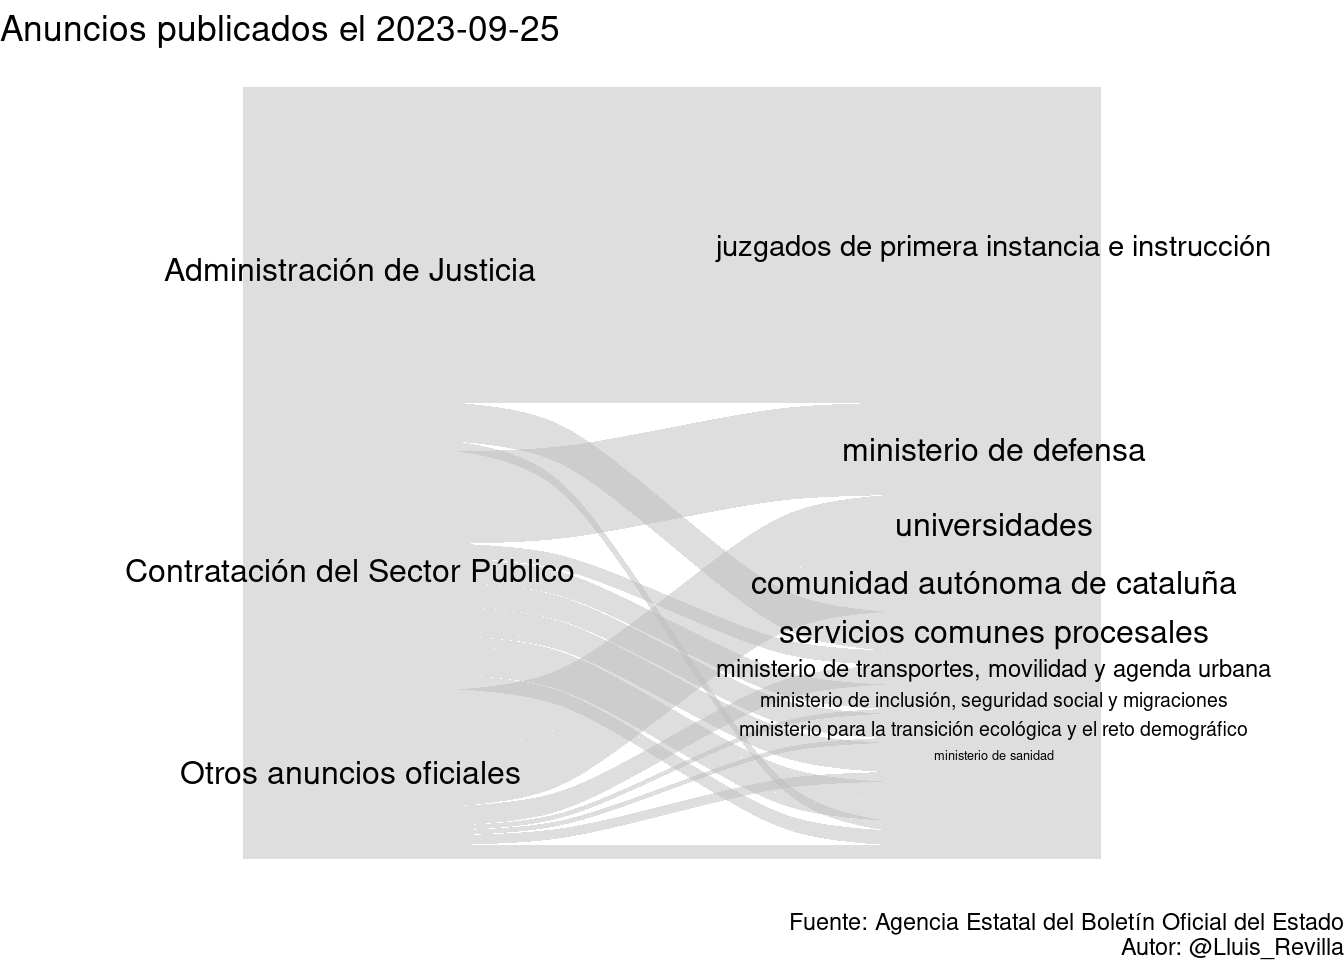 Anuncios publicados el 2023-09-25
Administración de Justicia
Contratación del Sector Público
Otros anuncios oficiales
juzgados de primera instancia e instrucción
ministerio de defensa
universidades
comunidad autónoma de cataluña
servicios comunes procesales
ministerio de transportes, movilidad y agenda urbana
ministerio de inclusión, seguridad social y migraciones
ministerio para la transición ecológica y el reto demográfico
ministerio de sanidad
Fuente: Agencia Estatal del Boletín Oficial del Estado
Autor: @Lluis_Revilla